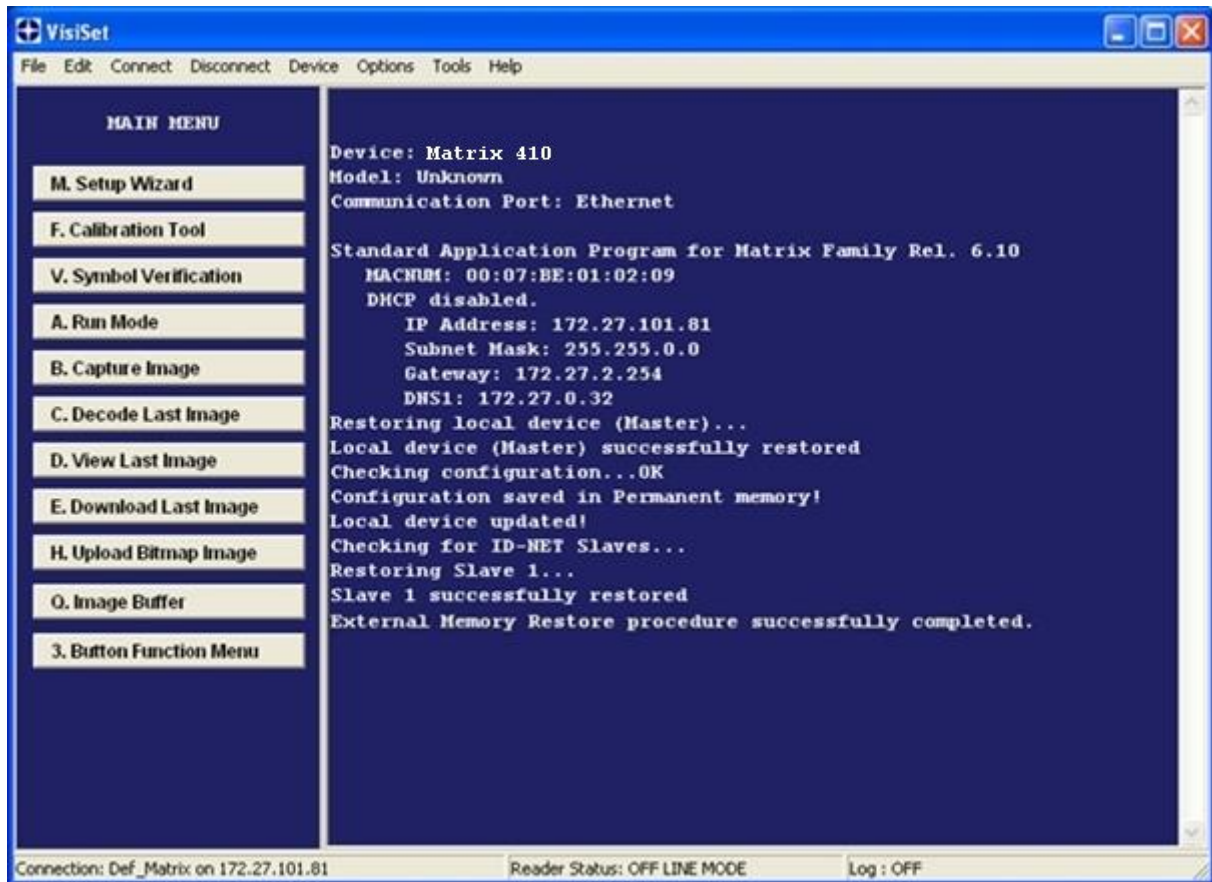 VisiSet
File Edit Connect Disconnect Device Options Tools Help
MAIN MENU
M. Setup Wizard
F. Calibration Tool
V. Symbol Verification
A. Run Mode
B. Capture Image
C. Decode Last Image
D. View Last Image
E. Download Last Image
H. Upload Bitmap Image
Q. Image Buffer
3. Button Function Menu
Device: Matrix 410
Model: Unknown
Communication Port: Ethernet
Standard Application Program for Matrix Family Rel. 6.10
MACNUM: 00:07:BE:01:02:09
DHCP disabled.
IP Address: 172.27.101.81
Subnet Mask: 255.255.0.0
Gateway: 172.27.2.254
DNS1: 172.27.0.32
Restoring local device (Master)...
Local device (Master) successfully restored
Checking configuration...OK
Configuration saved in Permanent memory!
Local device updated!
Checking for ID-NET Slaves...
Restoring Slave 1...
Slave 1 successfully restored
External Memory Restore procedure successfully completed.
Connection: Def_Matrix on 172.27.101.81
Reader Status: OFF LINE MODE
Log : OFF